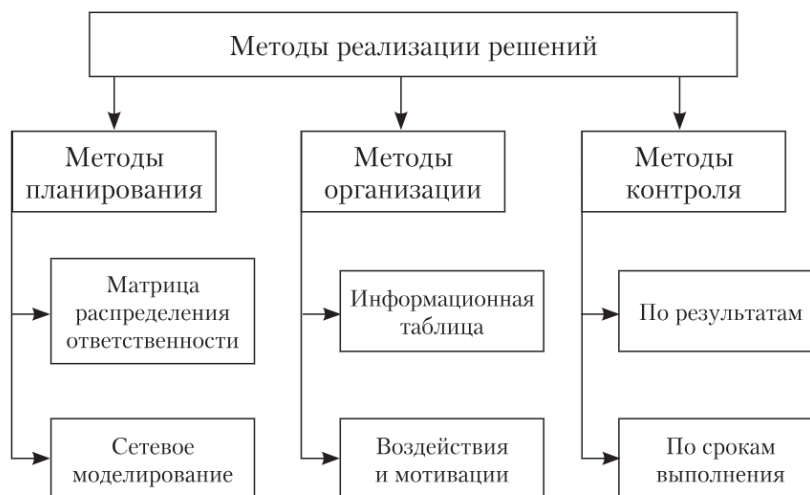 Методы реализации решений
Методы
планирования
Методы
организации
Методы
контроля
Матрица
распределения
ответственности
Информационная
таблица
По результатам
Сетевое
моделирование
Воздействия
и мотивации
По срокам
выполнения